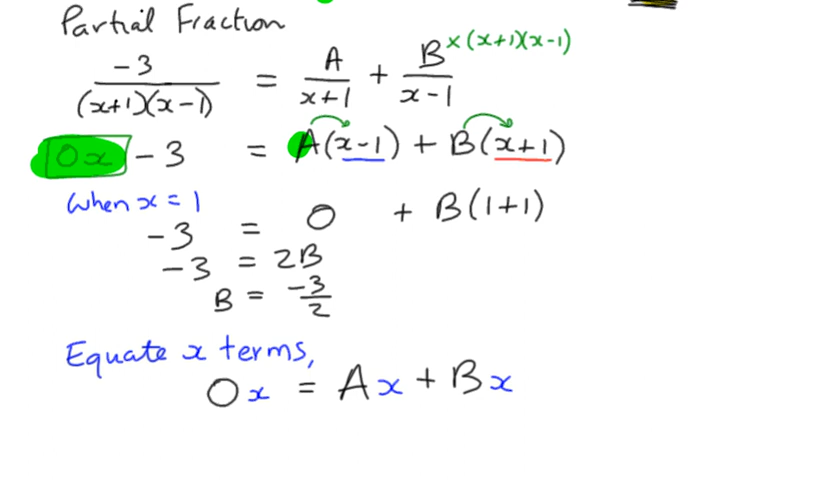 Partial Fraction
-3/((x+1)(x-1)) = A/(x+1) + B/(x-1) ×(x+1)(x-1)
0x - 3 = A(x-1) + B(x+1)
when x = 1
-3 = 0 + B(1+1)
-3 = 2B
B = -3/2
Equate x terms,
0x = Ax + Bx